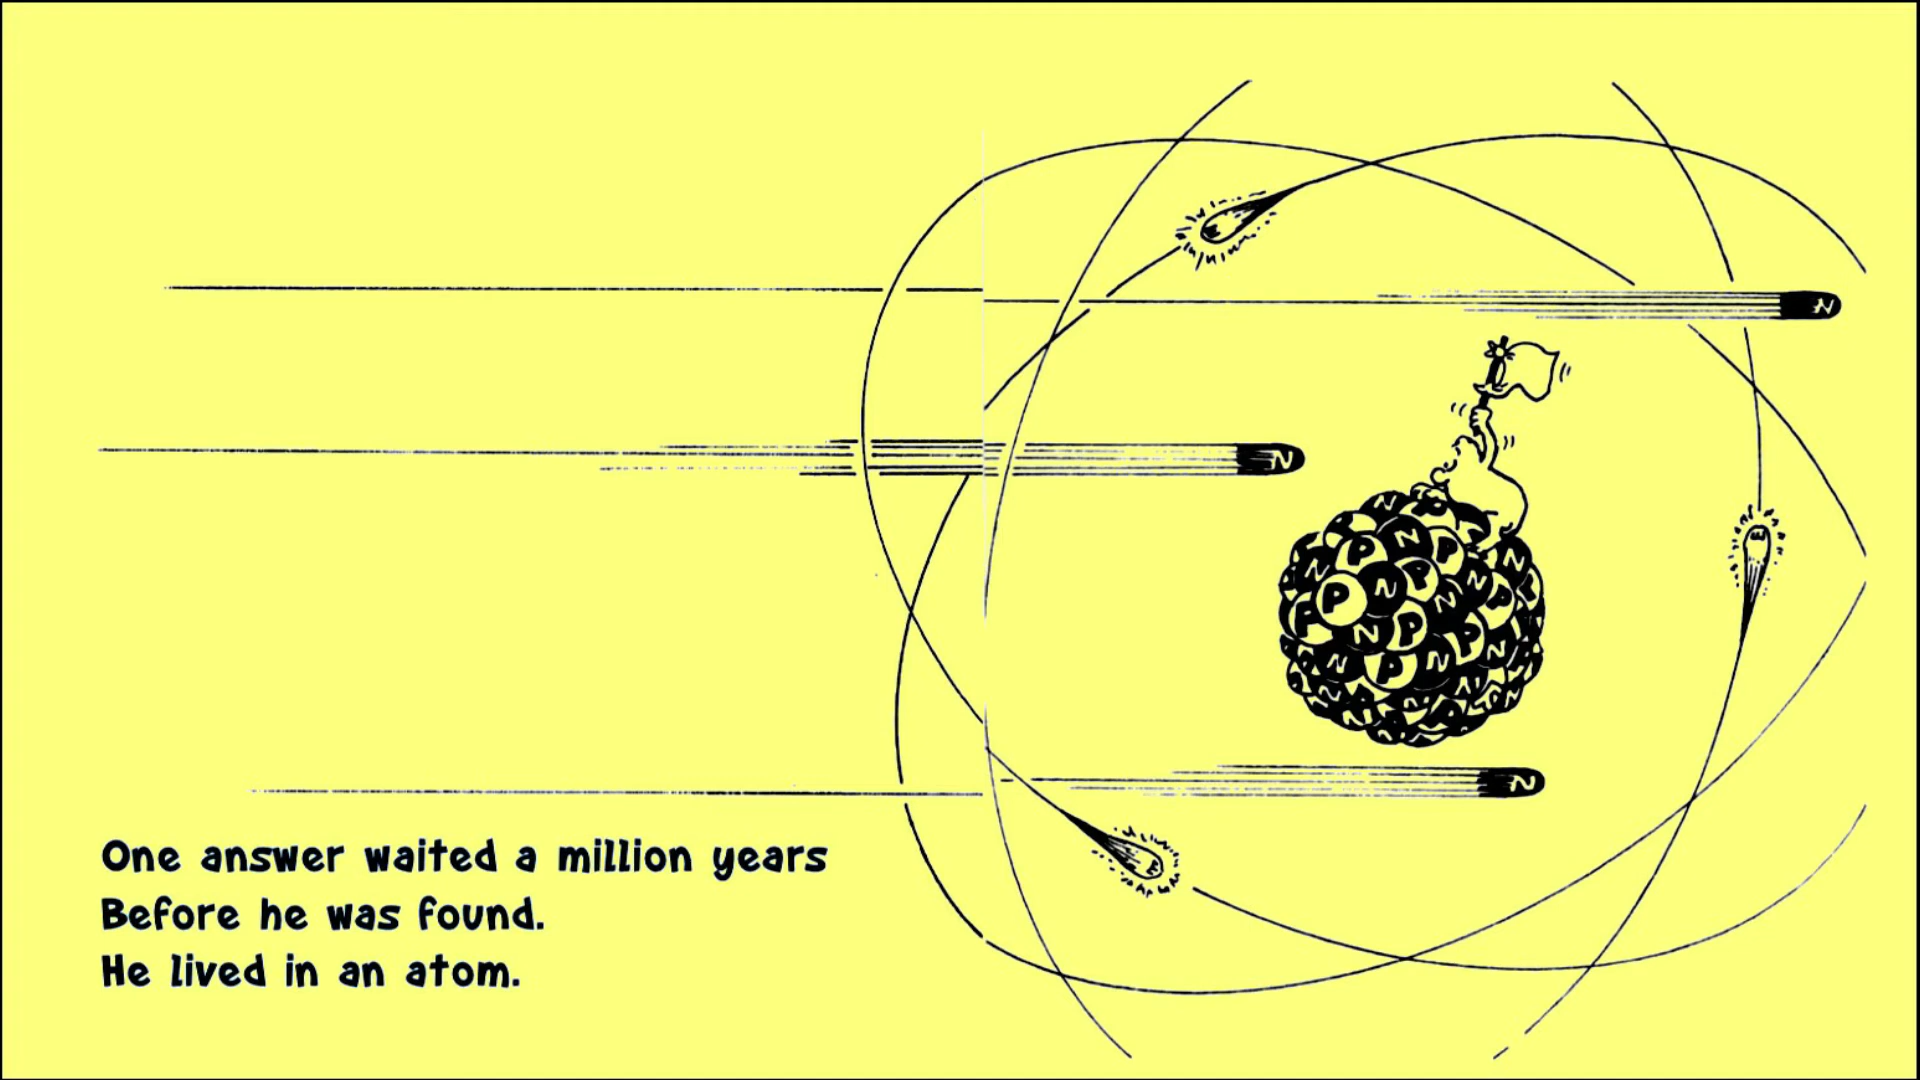 One answer waited a million years
Before he was found.
He lived in an atom.
E
N
N
E
N P
P N P N
N P N N
P N P N P
P N P P N
N P N
N
E